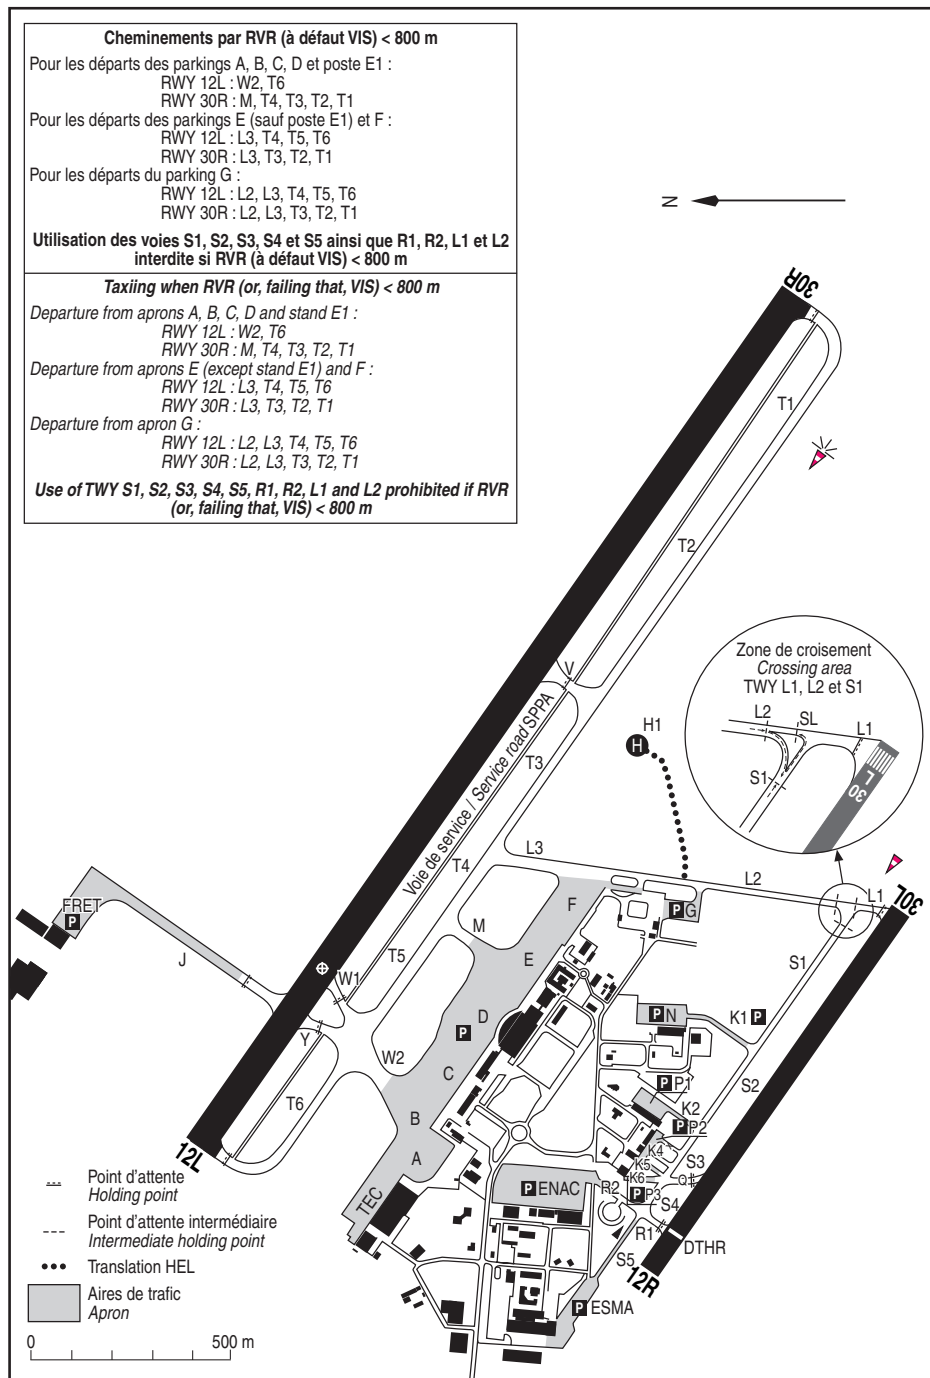 Cheminements par RVR (à défaut VIS) < 800 m
Pour les départs des parkings A, B, C, D et poste E1 :
RWY 12L : W2, T6
RWY 30R : M, T4, T3, T2, T1
Pour les départs des parkings E (sauf poste E1) et F :
RWY 12L : L3, T4, T5, T6
RWY 30R : L3, T3, T2, T1
Pour les départs du parking G :
RWY 12L : L2, L3, T4, T5, T6
RWY 30R : L2, L3, T3, T2, T1
Utilisation des voies S1, S2, S3, S4 et S5 ainsi que R1, R2, L1 et L2
interdite si RVR (à défaut VIS) < 800 m
Taxiing when RVR (or, failing that, VIS) < 800 m
Departure from aprons A, B, C, D and stand E1 :
RWY 12L : W2, T6
RWY 30R : M, T4, T3, T2, T1
Departure from aprons E (except stand E1) and F :
RWY 12L : L3, T4, T5, T6
RWY 30R : L3, T3, T2, T1
Departure from apron G :
RWY 12L : L2, L3, T4, T5, T6
RWY 30R : L2, L3, T3, T2, T1
Use of TWY S1, S2, S3, S4, S5, R1, R2, L1 and L2 prohibited if RVR
(or, failing that, VIS) < 800 m
N
30R
T1
T2
V
Voie de service / Service road SPPA
T3
H1
H
Zone de croisement
Crossing area
TWY L1, L2 et S1
L2
SL
L1
S1
30
L
T4
L3
L2
L1
30L
FRET
P
J
M
F
P G
T5
W1
E
S1
D
P
P N
K1 P
Y
W2
C
S2
T6
P P1
K2
B
P P2
K4
12L
A
K5
S3
K6
Q
TEC
P ENAC
R2
P P3
S4
R1
DTHR
S5
12R
P ESMA
Point d'attente
Holding point
Point d'attente intermédiaire
Intermediate holding point
Translation HEL
Aires de trafic
Apron
0
500 m